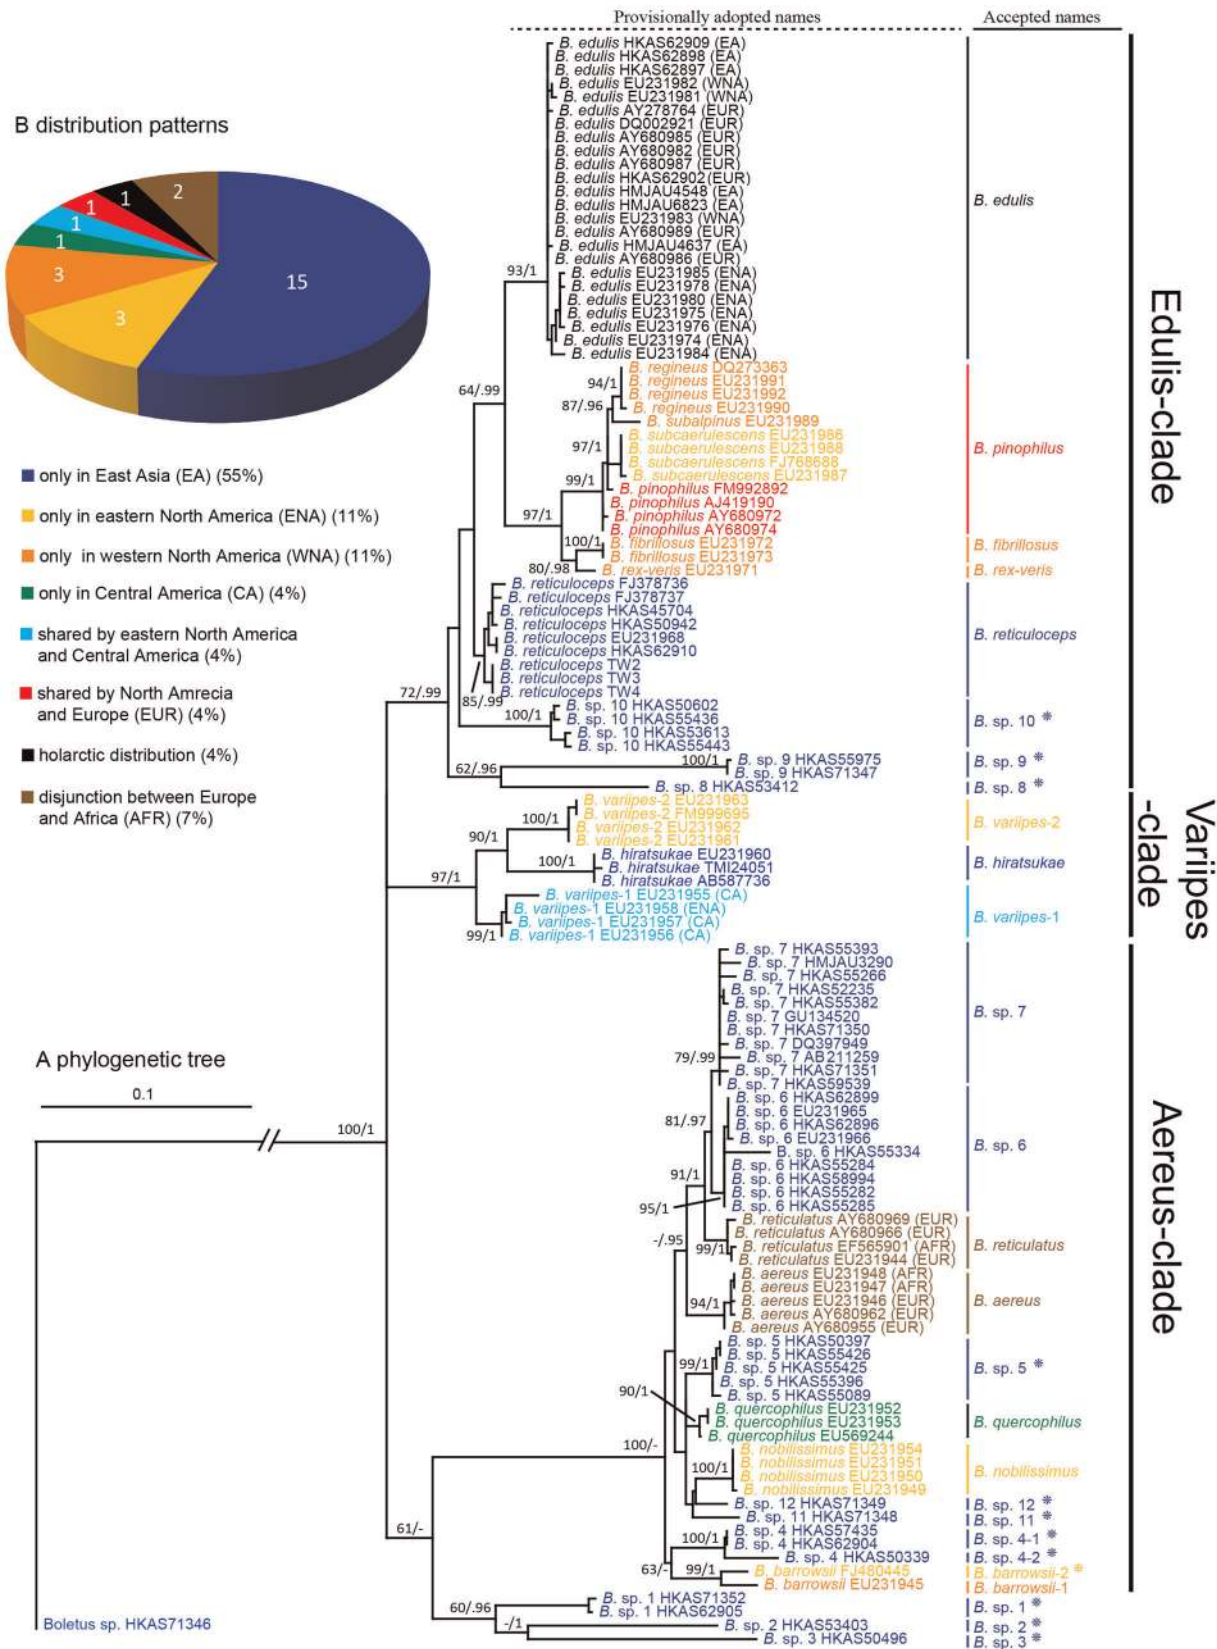 Provisionally adopted names
Accepted names
B distribution patterns
15
3
3
1
1
1
1
2
only in East Asia (EA) (55%)
only in eastern North America (ENA) (11%)
only in western North America (WNA) (11%)
only in Central America (CA) (4%)
shared by eastern North America
and Central America (4%)
shared by North Amrecia
and Europe (EUR) (4%)
holarctic distribution (4%)
disjunction between Europe
and Africa (AFR) (7%)
A phylogenetic tree
0.1
Boletus sp. HKAS71346
100/1
72/.99
64/.99
93/1
94/1
87/.96
97/1
99/1
97/1
100/1
80/.98
85/.99
100/1
100/1
62/.96
100/1
90/1
100/1
97/1
99/1
79/.99
81/.97
91/1
95/1
-/.95
99/1
94/1
99/1
90/1
100/-
100/1
100/1
63/-
99/1
61/-
60/.96
-/1
B. edulis HKAS62909 (EA)
B. edulis HKAS62898 (EA)
B. edulis HKAS62897 (EA)
B. edulis EU231982 (WNA)
B. edulis EU231981 (WNA)
B. edulis AY278764 (EUR)
B. edulis DQ002921 (EUR)
B. edulis AY680985 (EUR)
B. edulis AY680982 (EUR)
B. edulis AY680987 (EUR)
B. edulis HKAS62902(EUR)
B. edulis HMJAU4548 (EA)
B. edulis HMJAU6823 (EA)
B. edulis EU231983 (WNA)
B. edulis AY680989 (EUR)
B. edulis HMJAU4637 (EA)
B. edulis AY680986 (EUR)
B. edulis EU231985 (ENA)
B. edulis EU231978 (ENA)
B. edulis EU231980 (ENA)
B. edulis EU231975 (ENA)
B. edulis EU231976 (ENA)
B. edulis EU231974 (ENA)
B. edulis EU231984 (ENA)
B. regineus DQ273363
B. regineus EU231991
B. regineus EU231992
B. regineus EU231990
B. subalpinus EU231989
B. subcaerulescens EU231986
B. subcaerulescens EU231988
B. subcaerulescens FJ768688
B. subcaerulescens EU231987
B. pinophilus FM992892
B. pinophilus AJ419190
B. pinophilus AY680972
B. pinophilus AY680974
B. fibrillosus EU231972
B. fibrillosus EU231973
B. rex-veris EU231971
B. reticuloceps FJ378736
B. reticuloceps FJ378737
B. reticuloceps HKAS45704
B. reticuloceps HKAS50942
B. reticuloceps EU231968
B. reticuloceps HKAS62910
B. reticuloceps TW2
B. reticuloceps TW3
B. reticuloceps TW4
B. sp. 10 HKAS50602
B. sp. 10 HKAS55436
B. sp. 10 HKAS53613
B. sp. 10 HKAS55443
B. sp. 9 HKAS55975
B. sp. 9 HKAS71347
B. sp. 8 HKAS53412
B. variipes-2 EU231963
B. variipes-2 FM999695
B. variipes-2 EU231962
B. variipes-2 EU231961
B. hiratsukae EU231960
B. hiratsukae TMI24051
B. hiratsukae AB587736
B. variipes-1 EU231955 (CA)
B. variipes-1 EU231958 (ENA)
B. variipes-1 EU231957 (CA)
B. variipes-1 EU231956 (CA)
B. sp. 7 HKAS55393
B. sp. 7 HMJAU3290
B. sp. 7 HKAS55266
B. sp. 7 HKAS52235
B. sp. 7 HKAS55382
B. sp. 7 GU134520
B. sp. 7 HKAS71350
B. sp. 7 DQ397949
B. sp. 7 AB211259
B. sp. 7 HKAS71351
B. sp. 7 HKAS59539
B. sp. 6 HKAS62899
B. sp. 6 EU231965
B. sp. 6 HKAS62896
B. sp. 6 EU231966
B. sp. 6 HKAS55334
B. sp. 6 HKAS55284
B. sp. 6 HKAS58994
B. sp. 6 HKAS55282
B. sp. 6 HKAS55285
B. reticulatus AY680969 (EUR)
B. reticulatus AY680966 (EUR)
B. reticulatus EF565901 (AFR)
B. reticulatus EU231944 (EUR)
B. aereus EU231948 (AFR)
B. aereus EU231947 (AFR)
B. aereus EU231946 (EUR)
B. aereus AY680962 (EUR)
B. aereus AY680955 (EUR)
B. sp. 5 HKAS50397
B. sp. 5 HKAS55426
B. sp. 5 HKAS55425
B. sp. 5 HKAS55396
B. sp. 5 HKAS55089
B. quercophilus EU231952
B. quercophilus EU231953
B. quercophilus EU569244
B. nobilissimus EU231954
B. nobilissimus EU231951
B. nobilissimus EU231950
B. nobilissimus EU231949
B. sp. 12 HKAS71349
B. sp. 11 HKAS71348
B. sp. 4 HKAS57435
B. sp. 4 HKAS62904
B. sp. 4 HKAS50339
B. barrowsii FJ480445
B. barrowsii EU231945
B. sp. 1 HKAS71352
B. sp. 1 HKAS62905
B. sp. 2 HKAS53403
B. sp. 3 HKAS50496
B. edulis
B. pinophilus
B. fibrillosus
B. rex-veris
B. reticuloceps
B. sp. 10 *
B. sp. 9 *
B. sp. 8 *
B. variipes-2
B. hiratsukae
B. variipes-1
B. sp. 7
B. sp. 6
B. reticulatus
B. aereus
B. sp. 5 *
B. quercophilus
B. nobilissimus
B. sp. 12 *
B. sp. 11 *
B. sp. 4-1 *
B. sp. 4-2 *
B. barrowsii-2 *
B. barrowsii-1
B. sp. 1 *
B. sp. 2 *
B. sp. 3 *
Edulis-clade
Variipes
-clade
Aereus-clade